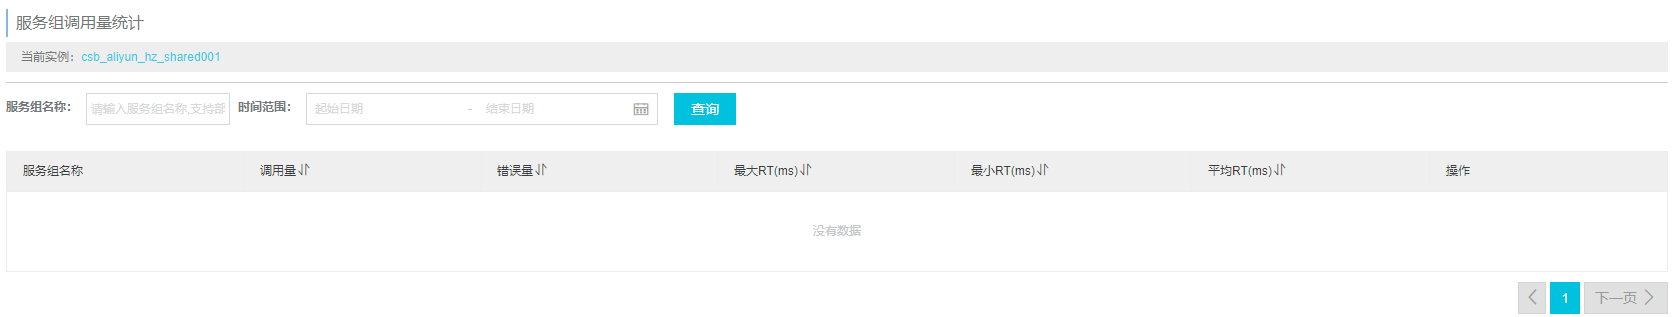 服务组调用量统计
当前实例：csb_aliyun_hz_shared001
服务组名称： 请输入服务组名称,支持部 时间范围： 起始日期 - 结束日期 查询
服务组名称 调用量 错误量 最大RT(ms) 最小RT(ms) 平均RT(ms) 操作
没有数据
1 下一页